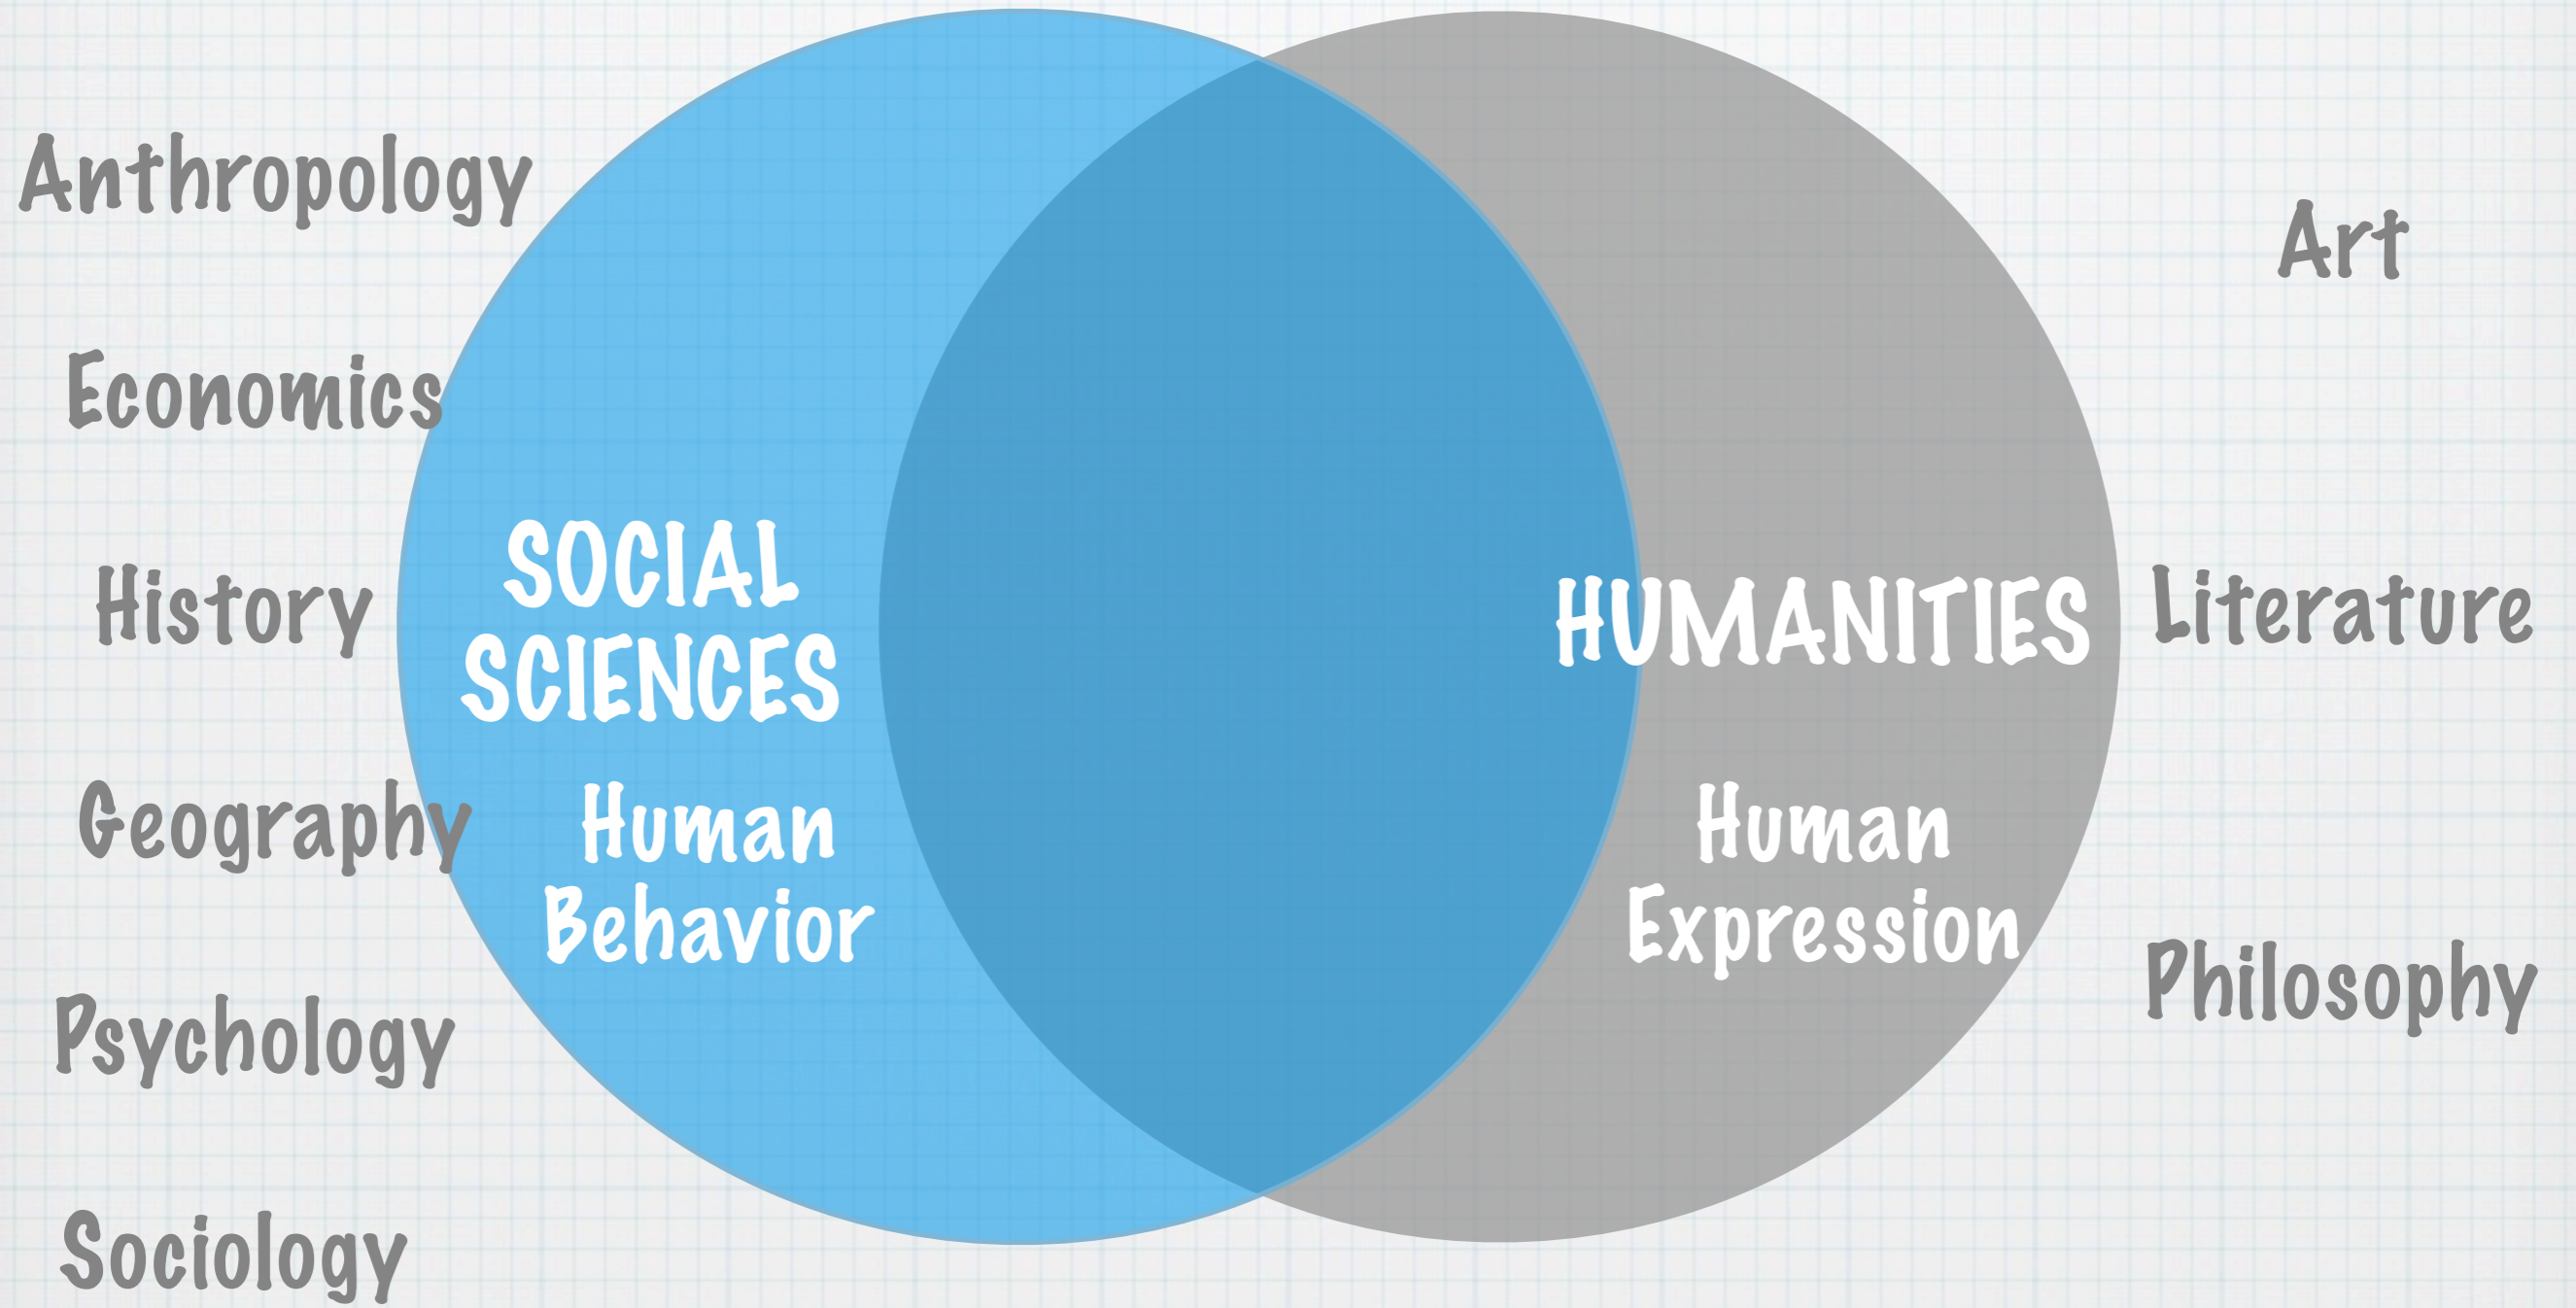 Anthropology
Economics
History
Geography
Psychology
Sociology
SOCIAL
SCIENCES
Human
Behavior
HUMANITIES
Human
Expression
Art
Literature
Philosophy